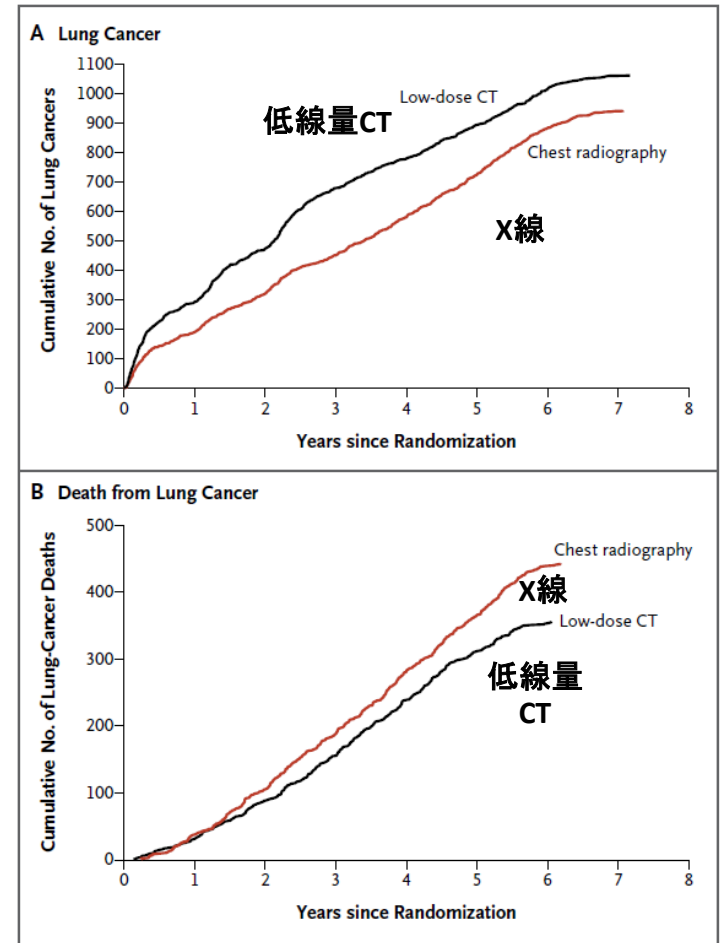 A Lung Cancer
Cumulative No. of Lung Cancers
1100
1000
900
800
700
600
500
400
300
200
100
0
Low-dose CT
低線量CT
Chest radiography
X線
0 1 2 3 4 5 6 7 8
Years since Randomization
B Death from Lung Cancer
Cumulative No. of Lung-Cancer Deaths
500
400
300
200
100
0
Chest radiography
X線
Low-dose CT
低線量
CT
0 1 2 3 4 5 6 7 8
Years since Randomization